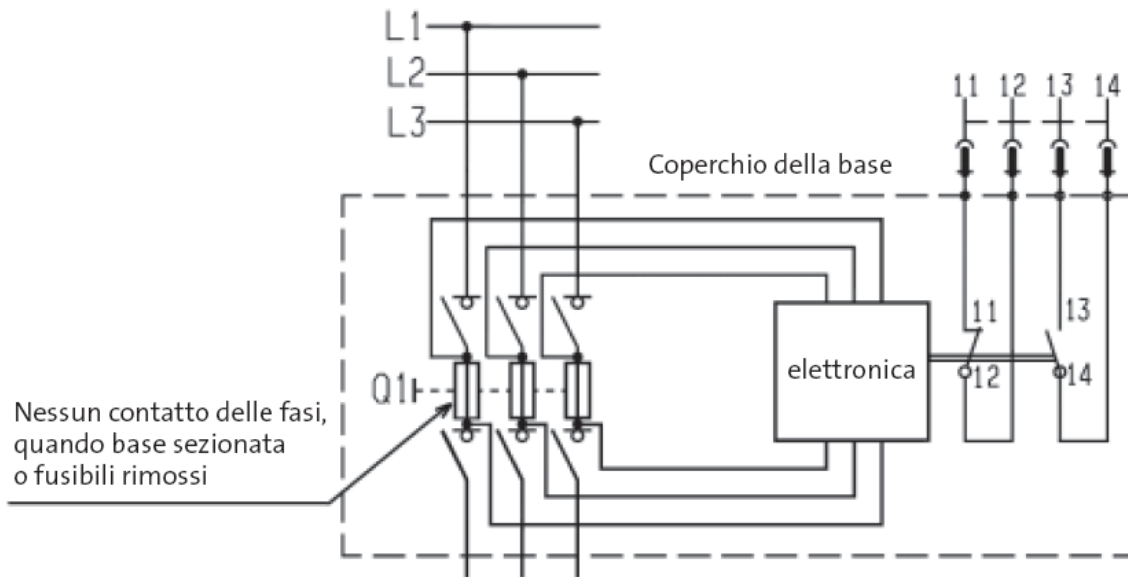 L1
L2
L3
11 12 13 14
Coperchio della base
11
13
elettronica
12
14
Q1
Nessun contatto delle fasi,
quando base sezionata
o fusibili rimossi